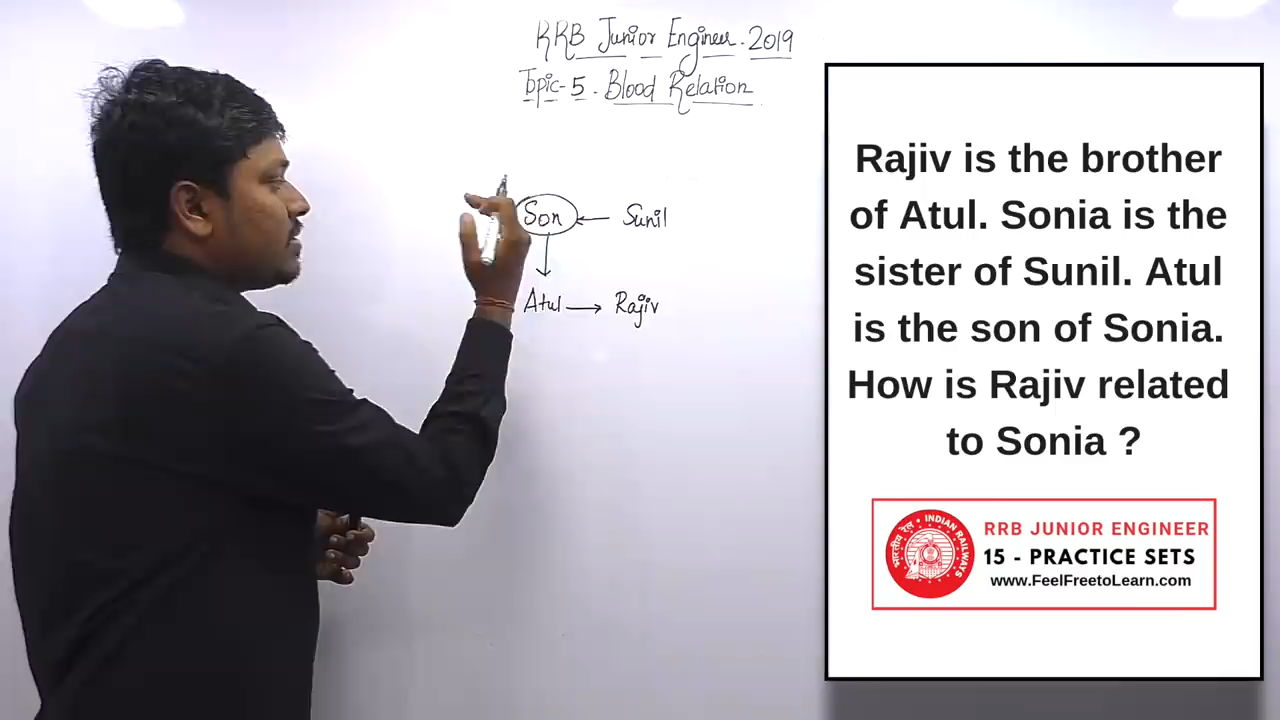 RRB Junior Engineer. 2019
Topic-5. Blood Relation
Son Sunil
Atul Rajiv
Rajiv is the brother
of Atul. Sonia is the
sister of Sunil. Atul
is the son of Sonia.
How is Rajiv related
to Sonia ?
भारतीय रेल • INDIAN RAILWAYS
RRB JUNIOR ENGINEER
15 - PRACTICE SETS
www.FeelFreetoLearn.com